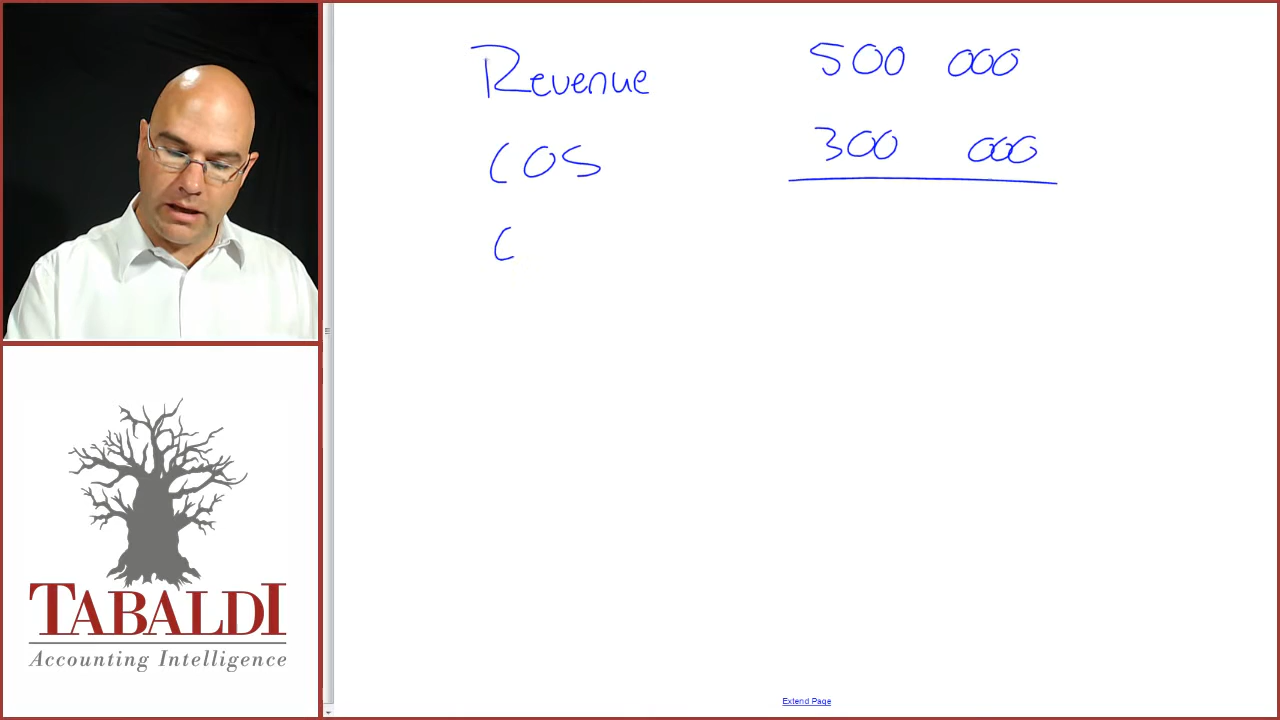 Revenue 500 000
COS 300 000
TABALDI
Accounting Intelligence
Extend Page